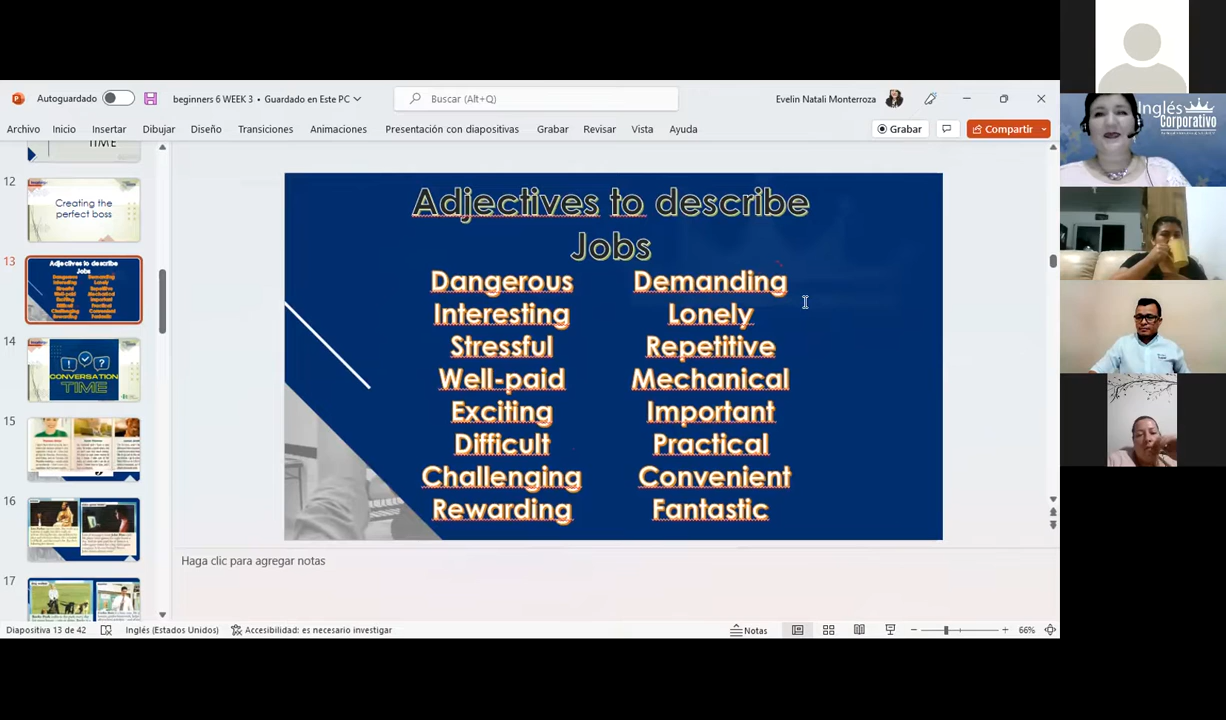 Autoguardado
beginners 6 WEEK 3 • Guardado en Este PC
Buscar (Alt+Q)
Evelin Natali Monterroza
Archivo
Inicio
Insertar
Dibujar
Diseño
Transiciones
Animaciones
Presentación con diapositivas
Grabar
Revisar
Vista
Ayuda
Grabar
Compartir
TIME
12
Creating the
perfect boss
13
Adjectives to describe
Jobs
14
CONVERSATION
TIME
15
16
17
Adjectives to describe
Jobs
Dangerous Demanding
Interesting Lonely
Stressful Repetitive
Well-paid Mechanical
Exciting Important
Difficult Practical
Challenging Convenient
Rewarding Fantastic
Haga clic para agregar notas
Diapositiva 13 de 42
Inglés (Estados Unidos)
Accesibilidad: es necesario investigar
Notas
66%
Inglés
Corporativo